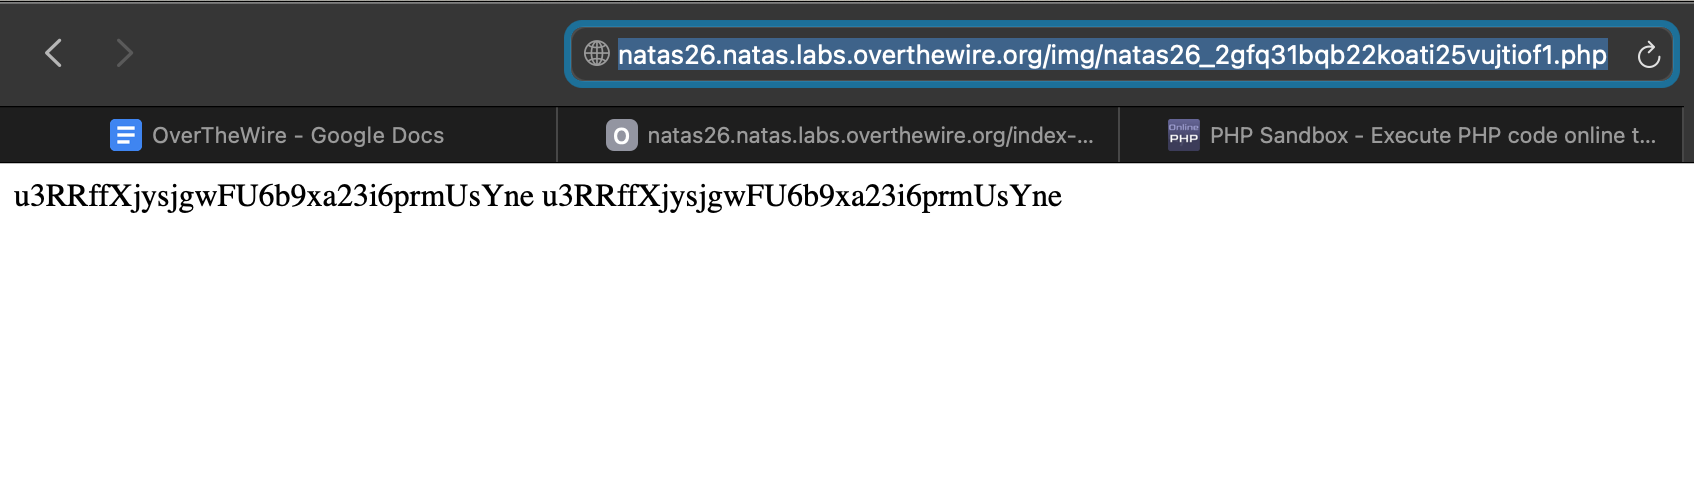 natas26.natas.labs.overthewire.org/img/natas26_2gfq31bqb22koati25vujtiof1.php
OverTheWire - Google Docs
O natas26.natas.labs.overthewire.org/index-...
Online PHP PHP Sandbox - Execute PHP code online t...
u3RRffXjysjgwFU6b9xa23i6prmUsYne u3RRffXjysjgwFU6b9xa23i6prmUsYne